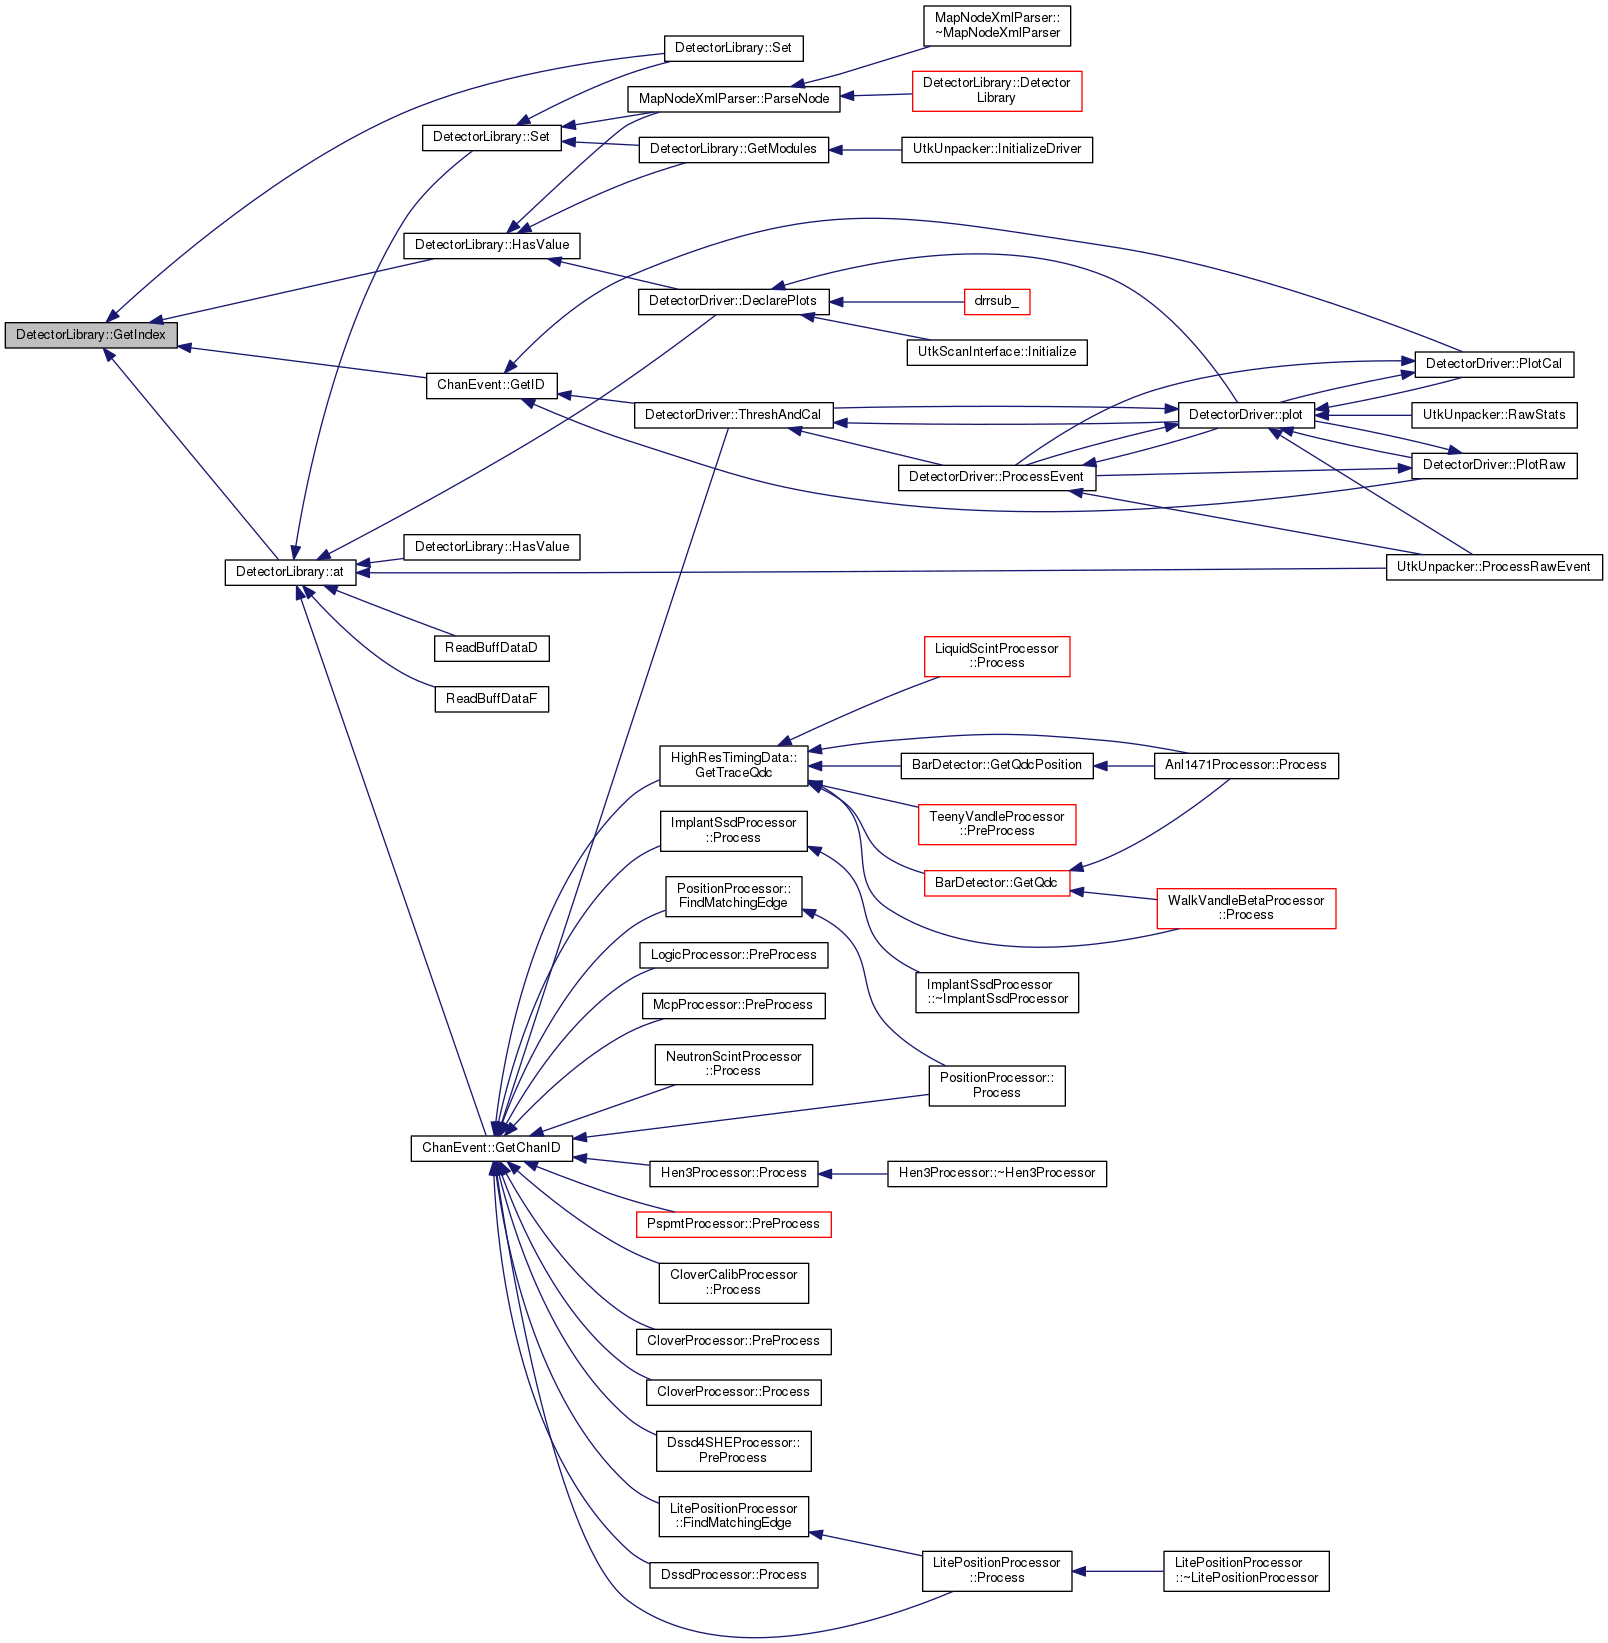 MapNodeXmlParser::
~MapNodeXmlParser
DetectorLibrary::Set
DetectorLibrary::Detector
Library
MapNodeXmlParser::ParseNode
DetectorLibrary::Set
DetectorLibrary::GetModules
UtkUnpacker::InitializeDriver
DetectorLibrary::HasValue
DetectorDriver::DeclarePlots
drrsub_
DetectorLibrary::GetIndex
UtkScanInterface::Initialize
DetectorDriver::PlotCal
ChanEvent::GetID
DetectorDriver::ThreshAndCal
DetectorDriver::plot
UtkUnpacker::RawStats
DetectorDriver::ProcessEvent
DetectorDriver::PlotRaw
DetectorLibrary::HasValue
DetectorLibrary::at
UtkUnpacker::ProcessRawEvent
ReadBuffDataD
ReadBuffDataF
LiquidScintProcessor
::Process
HighResTimingData::
GetTraceQdc
BarDetector::GetQdcPosition
Anl1471Processor::Process
TeenyVandleProcessor
::PreProcess
ImplantSsdProcessor
::Process
BarDetector::GetQdc
PositionProcessor::
FindMatchingEdge
WalkVandleBetaProcessor
::Process
LogicProcessor::PreProcess
ImplantSsdProcessor
::~ImplantSsdProcessor
McpProcessor::PreProcess
NeutronScintProcessor
::Process
PositionProcessor::
Process
ChanEvent::GetChanID
Hen3Processor::Process
Hen3Processor::~Hen3Processor
PspmtProcessor::PreProcess
CloverCalibProcessor
::Process
CloverProcessor::PreProcess
CloverProcessor::Process
Dssd4SHEProcessor::
PreProcess
LitePositionProcessor
::FindMatchingEdge
DssdProcessor::Process
LitePositionProcessor
::Process
LitePositionProcessor
::~LitePositionProcessor